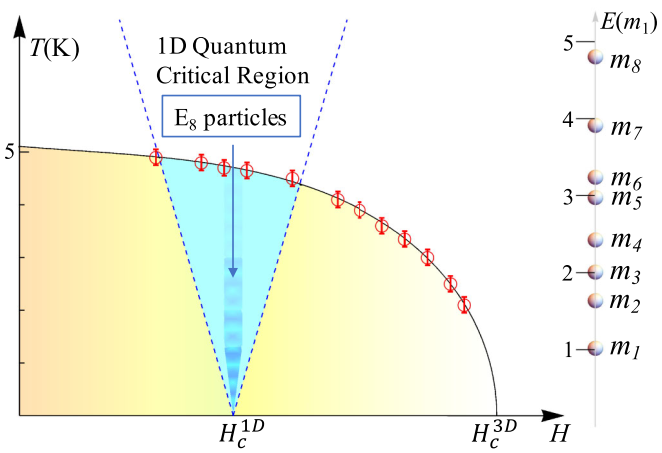 T(K)
1D Quantum
Critical Region
E₈ particles
5
H_c^{1D}
H_c^{3D}
H
E(m₁)
5
m₈
4
m₇
m₆
3
m₅
m₄
2
m₃
m₂
1
m₁